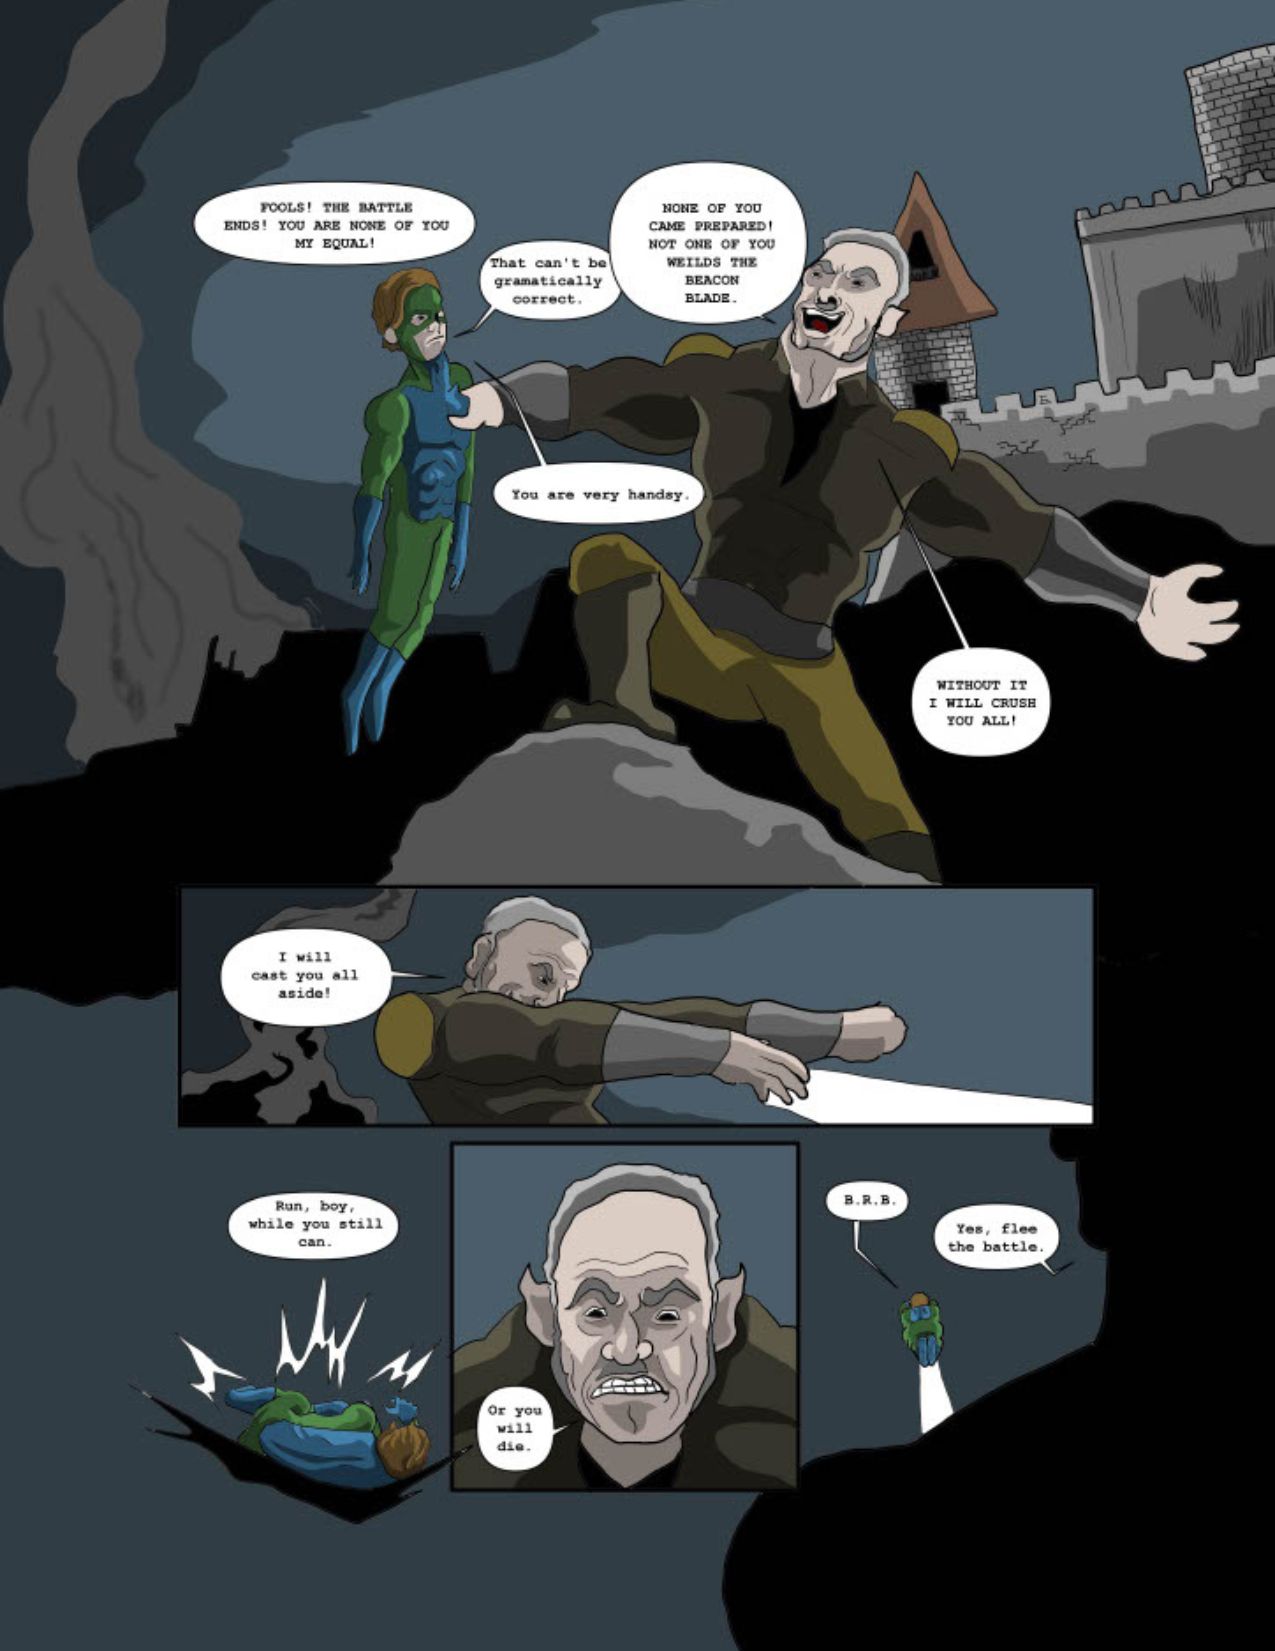 FOOLS! THE BATTLE
ENDS! YOU ARE NONE OF YOU
MY EQUAL!
That can't be
gramatically
correct.
NONE OF YOU
CAME PREPARED!
NOT ONE OF YOU
WEILDS THE
BEACON
BLADE.
You are very handsy.
WITHOUT IT
I WILL CRUSH
YOU ALL!
I will
cast you all
aside!
Run, boy,
while you still
can.
Or you
will
die.
B.R.B.
Yes, flee
the battle.